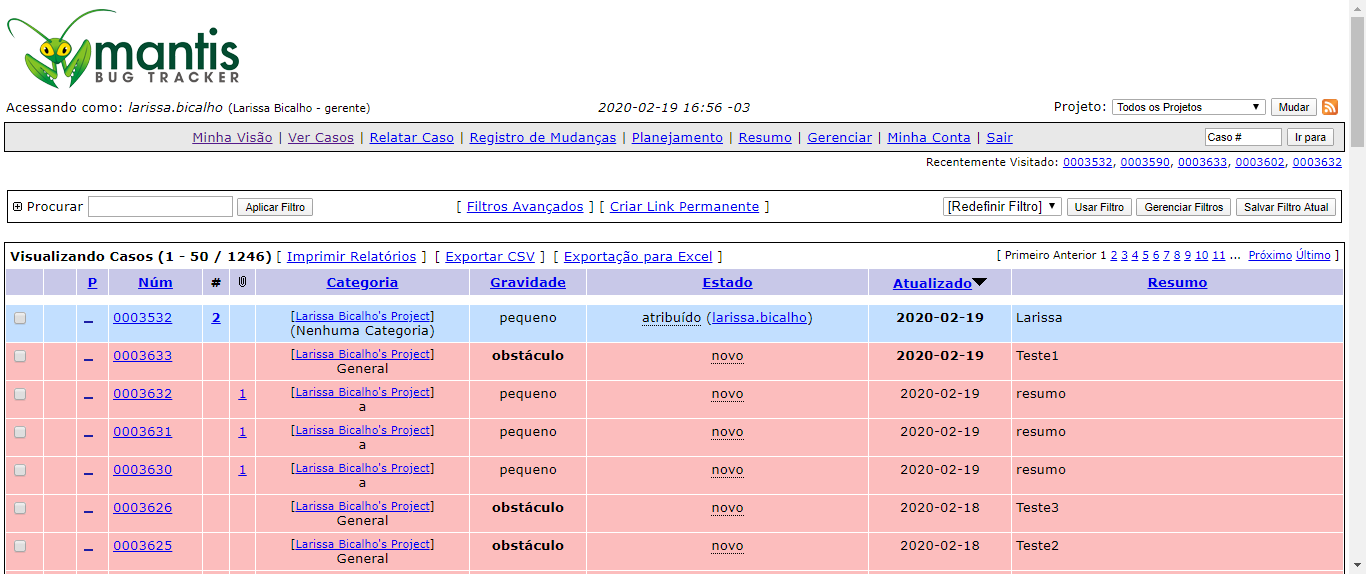 mantis
BUG TRACKER
Acessando como: larissa.bicalho (Larissa Bicalho - gerente) 2020-02-19 16:56 -03 Projeto: Todos os Projetos Mudar
Minha Visão | Ver Casos | Relatar Caso | Registro de Mudanças | Planejamento | Resumo | Gerenciar | Minha Conta | Sair Caso # Ir para
Recentemente Visitado: 0003532, 0003590, 0003633, 0003602, 0003632
Procurar Aplicar Filtro [ Filtros Avançados ] [ Criar Link Permanente ] [Redefinir Filtro] Usar Filtro Gerenciar Filtros Salvar Filtro Atual
Visualizando Casos (1 - 50 / 1246) [ Imprimir Relatórios ] [ Exportar CSV ] [ Exportação para Excel ] [ Primeiro Anterior 1 2 3 4 5 6 7 8 9 10 11 ... Próximo Último ]
P Núm # Categoria Gravidade Estado Atualizado Resumo
0003532 2 [Larissa Bicalho's Project] pequeno atribuído (larissa.bicalho) 2020-02-19 Larissa
(Nenhuma Categoria)
0003633 [Larissa Bicalho's Project] obstáculo novo 2020-02-19 Teste1
General
0003632 1 [Larissa Bicalho's Project] pequeno novo 2020-02-19 resumo
a
0003631 1 [Larissa Bicalho's Project] pequeno novo 2020-02-19 resumo
a
0003630 1 [Larissa Bicalho's Project] pequeno novo 2020-02-19 resumo
a
0003626 [Larissa Bicalho's Project] obstáculo novo 2020-02-18 Teste3
General
0003625 [Larissa Bicalho's Project] obstáculo novo 2020-02-18 Teste2
General